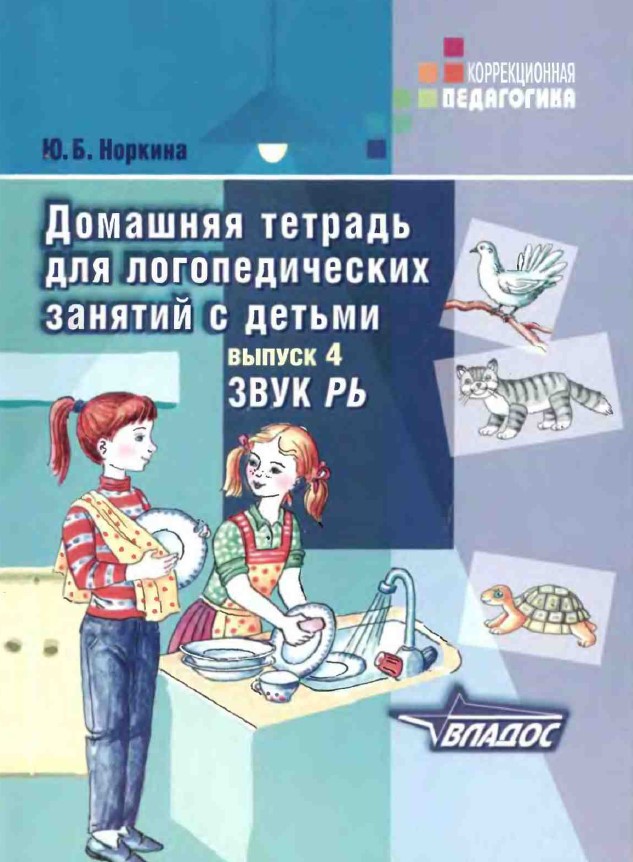 КОРРЕКЦИОННАЯ
ПЕДАГОГИКА
Ю. Б. Норкина
Домашняя тетрадь
для логопедических
занятий с детьми
ВЫПУСК 4
ЗВУК РЬ
ВЛАДОС